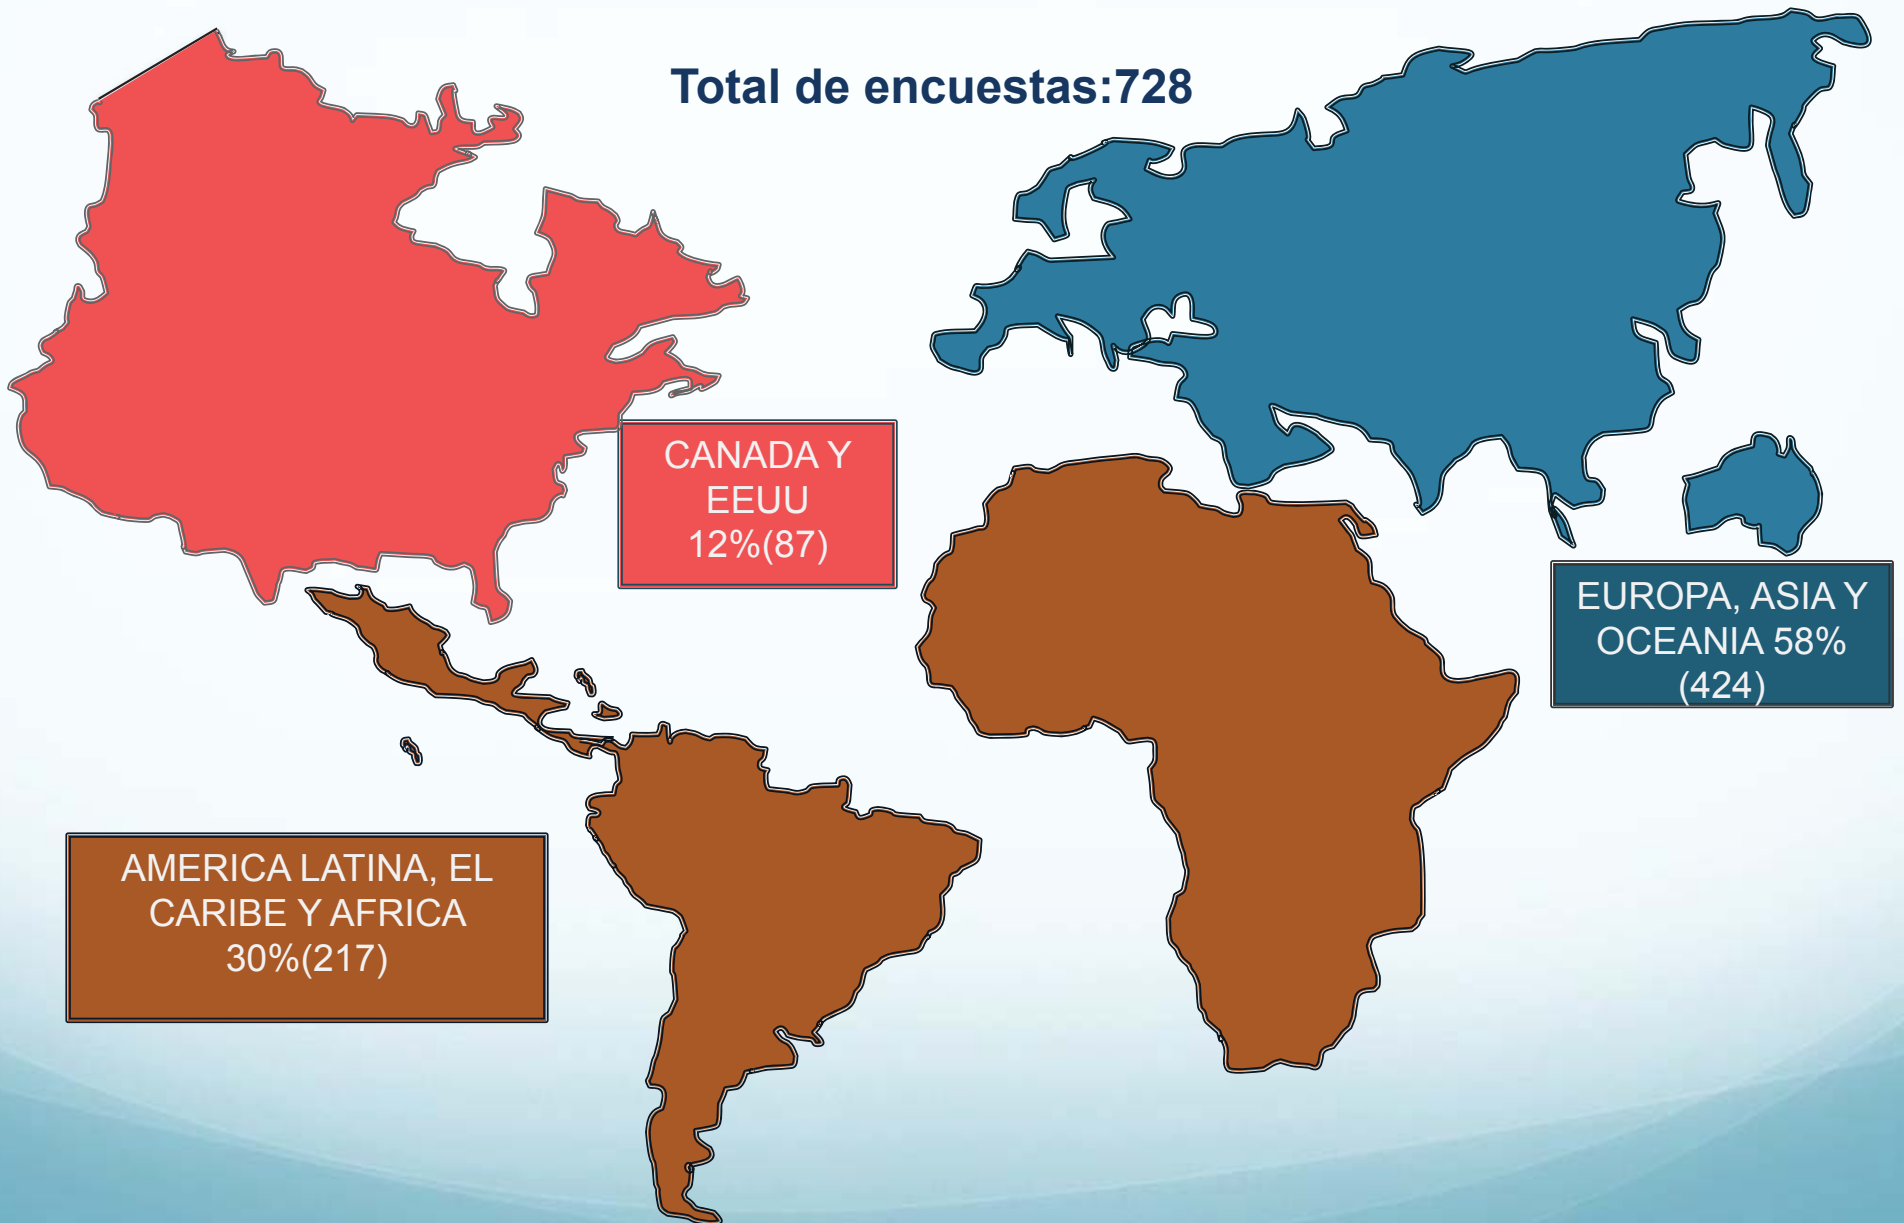 Total de encuestas:728
CANADA Y
EEUU
12%(87)
EUROPA, ASIA Y
OCEANIA 58%
(424)
AMERICA LATINA, EL
CARIBE Y AFRICA
30%(217)